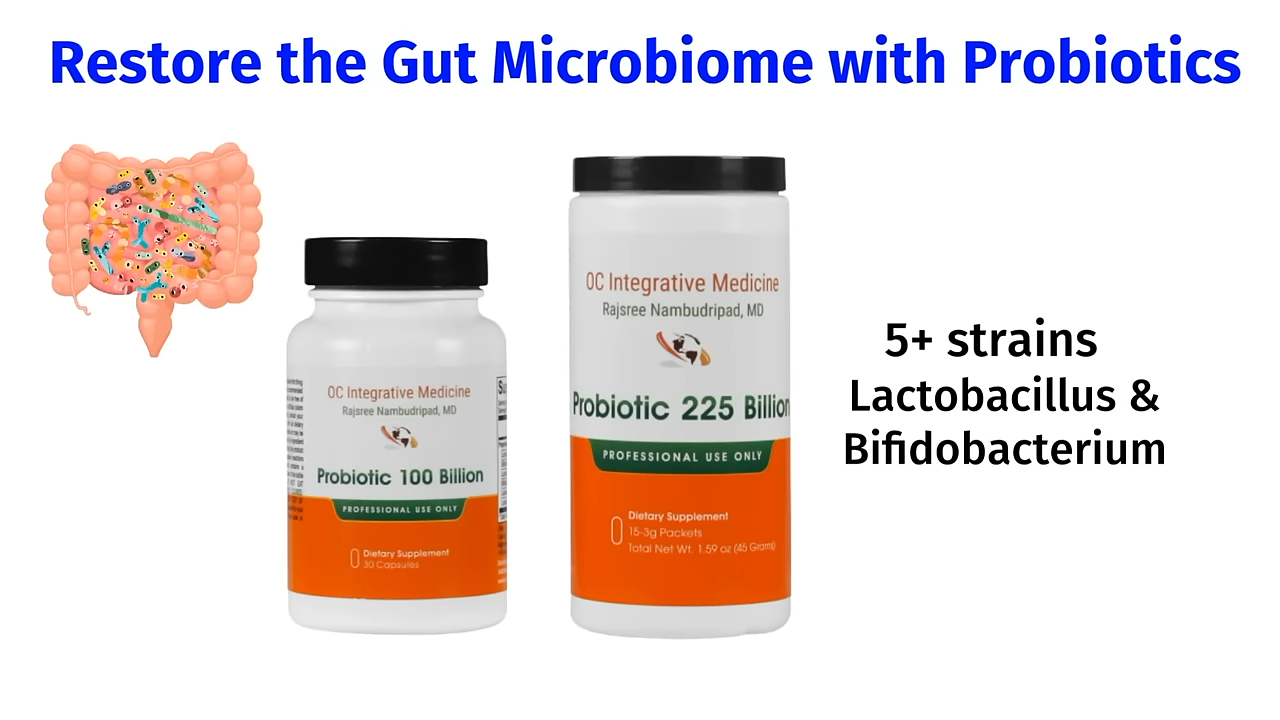 Restore the Gut Microbiome with Probiotics
OC Integrative Medicine
Rajsree Nambudripad, MD
Probiotic 100 Billion
PROFESSIONAL USE ONLY
Dietary Supplement
30 Capsules
OC Integrative Medicine
Rajsree Nambudripad, MD
Probiotic 225 Billion
PROFESSIONAL USE ONLY
Dietary Supplement
15-3g Packets
Total Net Wt. 1.59 oz (45 Grams)
5+ strains
Lactobacillus &
Bifidobacterium